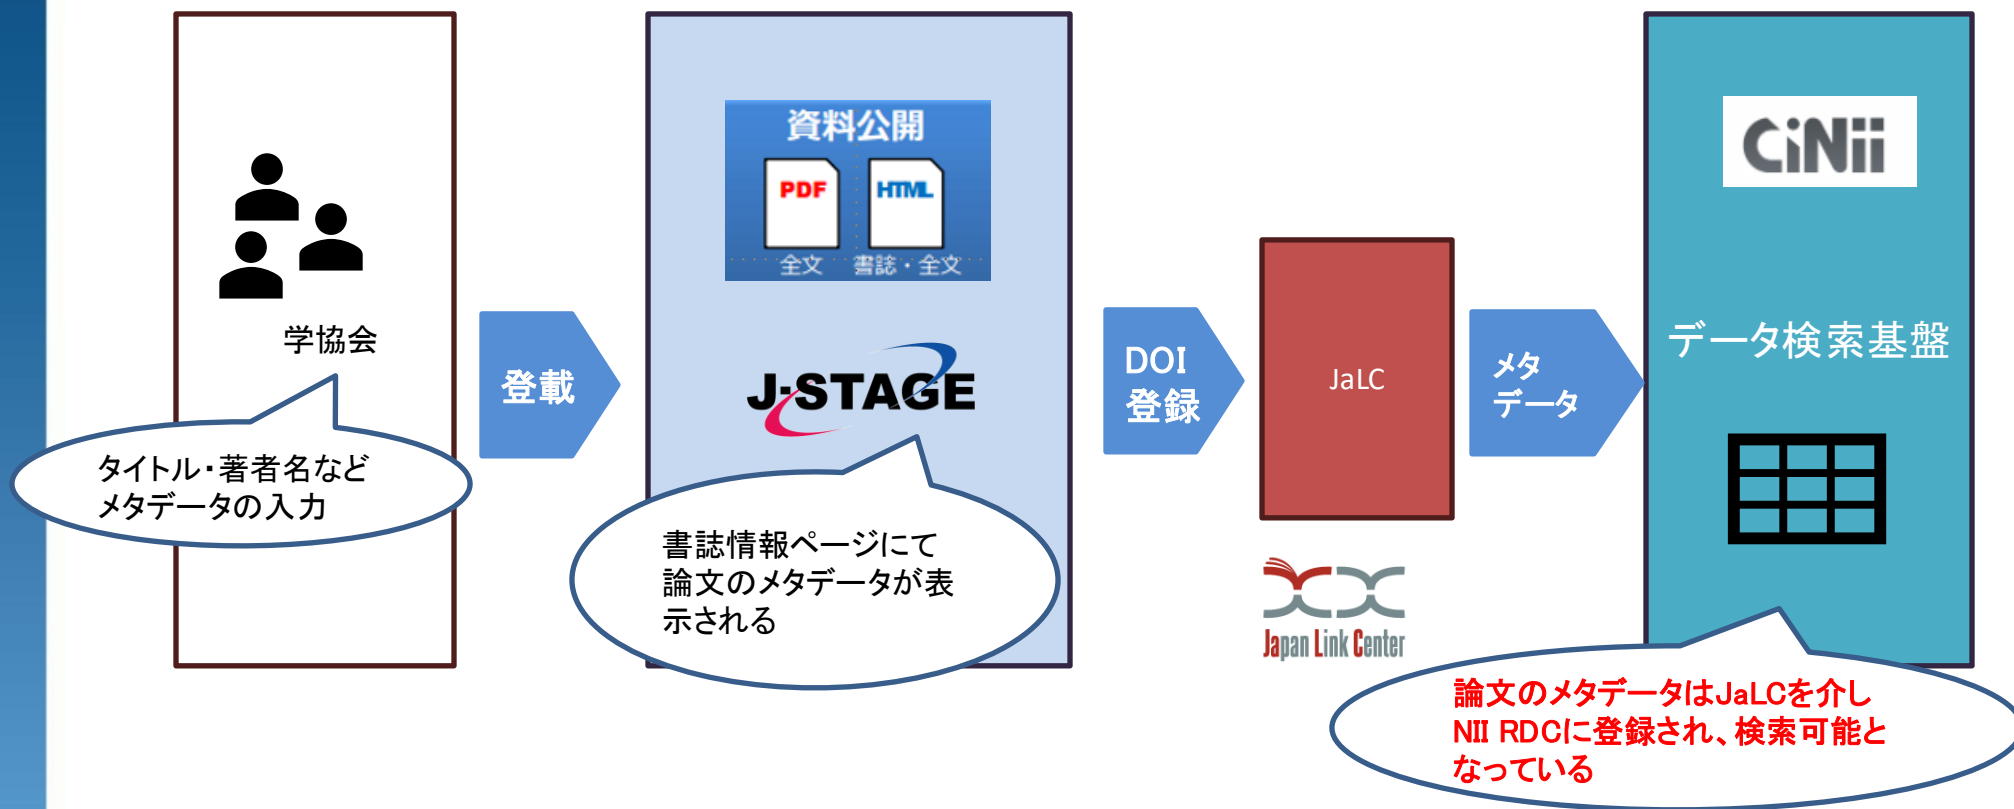 学協会
タイトル・著者名など
メタデータの入力
登載
資料公開
PDF
HTML
全文
書誌・全文
J-STAGE
書誌情報ページにて
論文のメタデータが表
示される
DOI
登録
JaLC
Japan Link Center
メタ
データ
CiNii
データ検索基盤
論文のメタデータはJaLCを介し
NII RDCに登録され、検索可能と
なっている